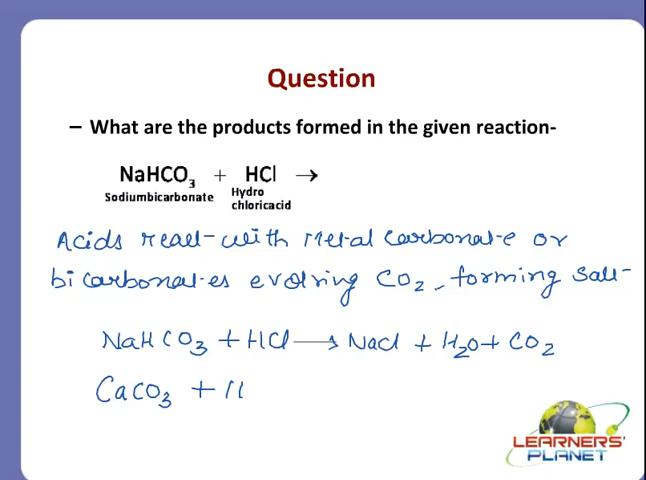 Question
– What are the products formed in the given reaction-
NaHCO₃ + HCl →
Sodiumbicarbonate Hydro chloricacid
Acids react with Metal Carbonate or
bicarbonates evolving CO₂, forming salt
NaHCO₃ + HCl → NaCl + H₂O + CO₂
CaCO₃ +
LEARNERS'
PLANET